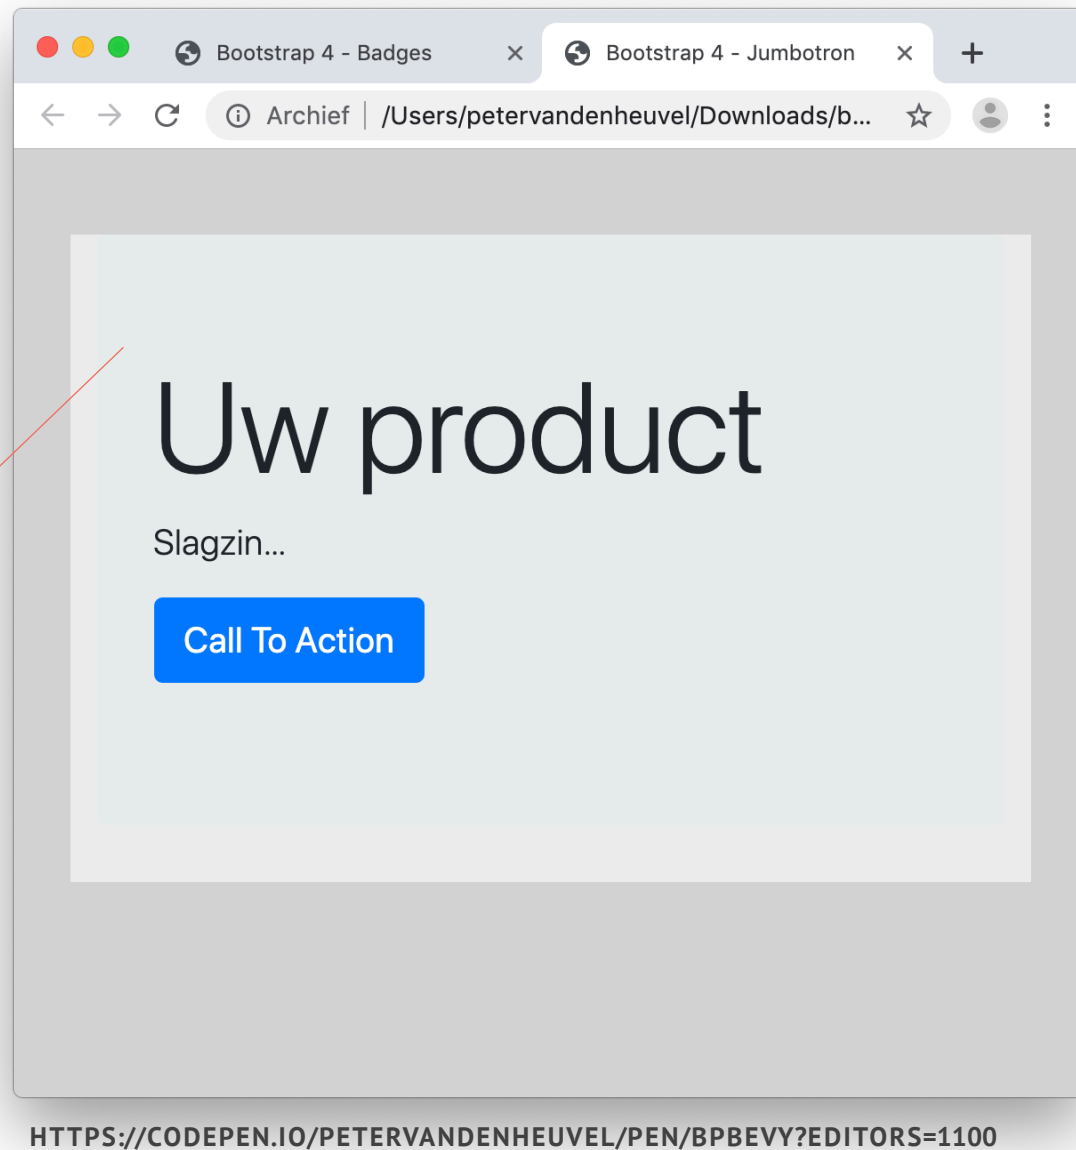 Bootstrap 4 - Badges
Bootstrap 4 - Jumbotron
Archief
/Users/petervandenheuvel/Downloads/b...
Uw product
Slagzin...
Call To Action
HTTPS://CODEPEN.IO/PETERVANDENHEUVEL/PEN/BPBEVY?EDITORS=1100